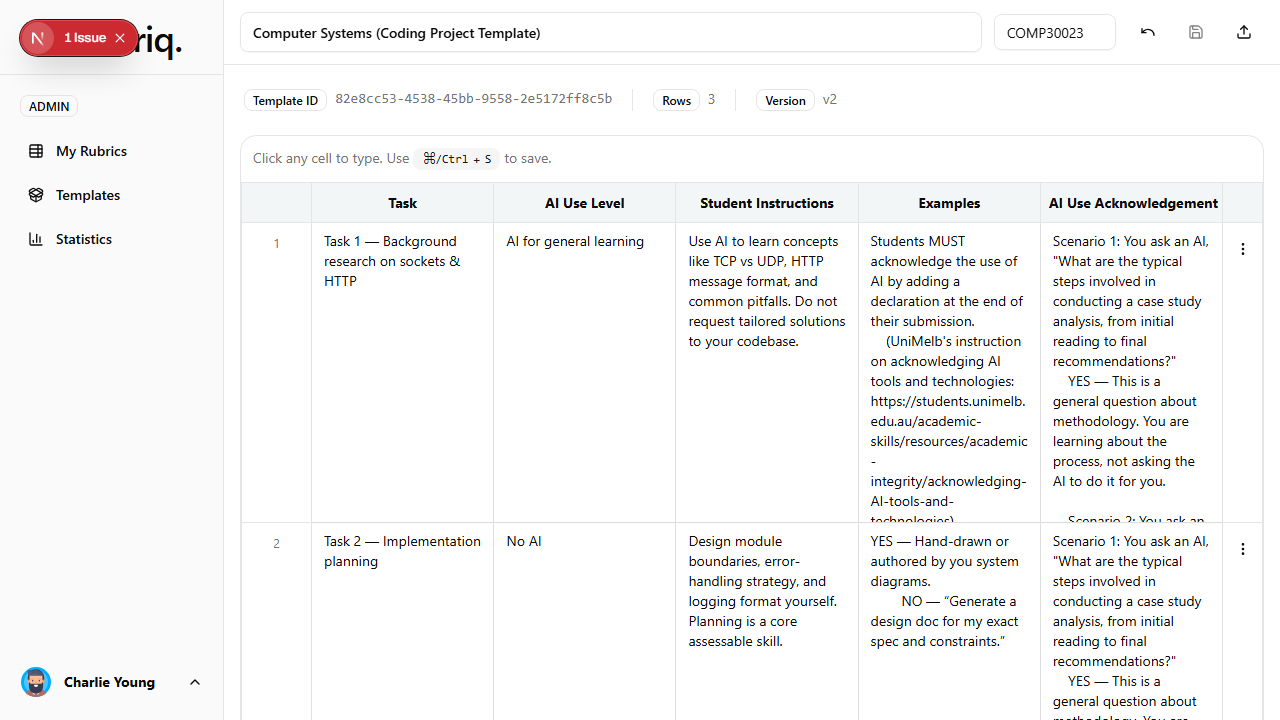 1 Issue
riq.
Computer Systems (Coding Project Template)
COMP30023
ADMIN
My Rubrics
Templates
Statistics
Charlie Young
Template ID
82e8cc53-4538-45bb-9558-2e5172ff8c5b
Rows
3
Version
v2
Click any cell to type. Use ⌘/Ctrl + S to save.
Task
AI Use Level
Student Instructions
Examples
AI Use Acknowledgement
1
Task 1 — Background
research on sockets &
HTTP
AI for general learning
Use AI to learn concepts
like TCP vs UDP, HTTP
message format, and
common pitfalls. Do not
request tailored solutions
to your codebase.
Students MUST
acknowledge the use of
AI by adding a
declaration at the end of
their submission.
(UniMelb's instruction
on acknowledging AI
tools and technologies:
https://students.unimelb.
edu.au/academic-
skills/resources/academic
-
integrity/acknowledging-
AI-tools-and-
technologies)
Scenario 1: You ask an AI,
"What are the typical
steps involved in
conducting a case study
analysis, from initial
reading to final
recommendations?"
YES — This is a
general question about
methodology. You are
learning about the
process, not asking the
AI to do it for you.
Scenario 2: You ask an
2
Task 2 — Implementation
planning
No AI
Design module
boundaries, error-
handling strategy, and
logging format yourself.
Planning is a core
assessable skill.
YES — Hand-drawn or
authored by you system
diagrams.
NO — “Generate a
design doc for my exact
spec and constraints.”
Scenario 1: You ask an AI,
"What are the typical
steps involved in
conducting a case study
analysis, from initial
reading to final
recommendations?"
YES — This is a
general question about
methodology. You are